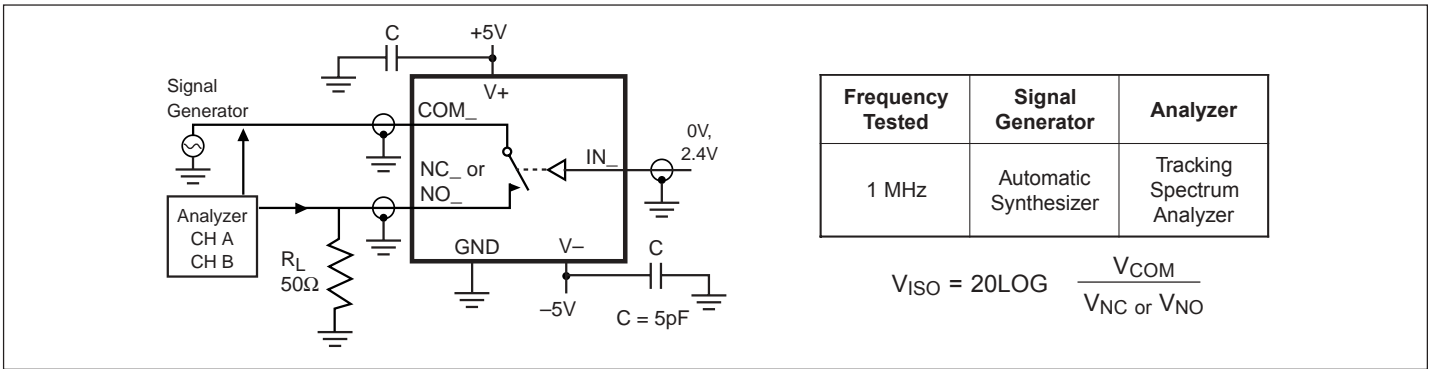 C
+5V
Signal
Generator
V+
COM_
0V,
2.4V
IN_
NC_ or
NO_
Analyzer
CH A
CH B
RL
50Ω
GND
V–
C
–5V
C = 5pF
Frequency Tested
Signal Generator
Analyzer
1 MHz
Automatic Synthesizer
Tracking Spectrum Analyzer
VISO = 20LOG VCOM
VNC or VNO